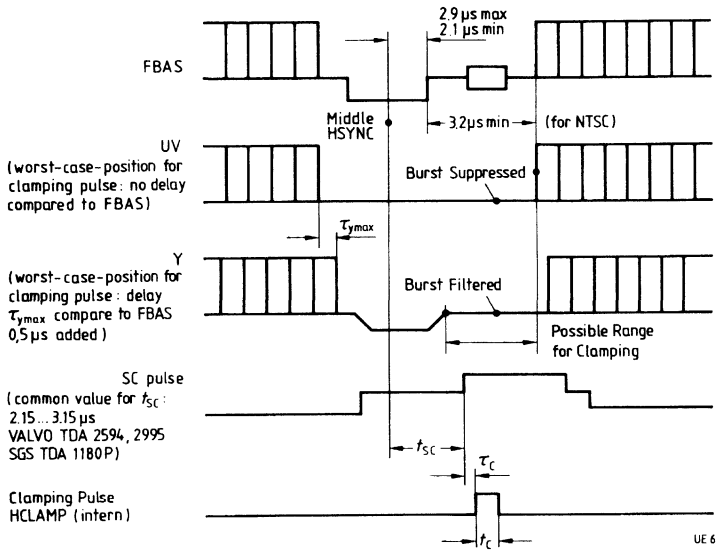 2.9 µs max
2.1 µs min
FBAS
Middle
HSYNC
3.2µs min
(for NTSC)
UV
(worst-case-position for
clamping pulse: no delay
compared to FBAS)
Burst Suppressed
τymax
Y
(worst-case-position for
clamping pulse: delay
τymax compare to FBAS
0,5µs added)
Burst Filtered
Possible Range
for Clamping
SC pulse
(common value for tSC:
2.15...3.15 µs
VALVO TDA 2594, 2995
SGS TDA 1180P)
tSC
τC
Clamping Pulse
HCLAMP (intern)
tC
UE 6